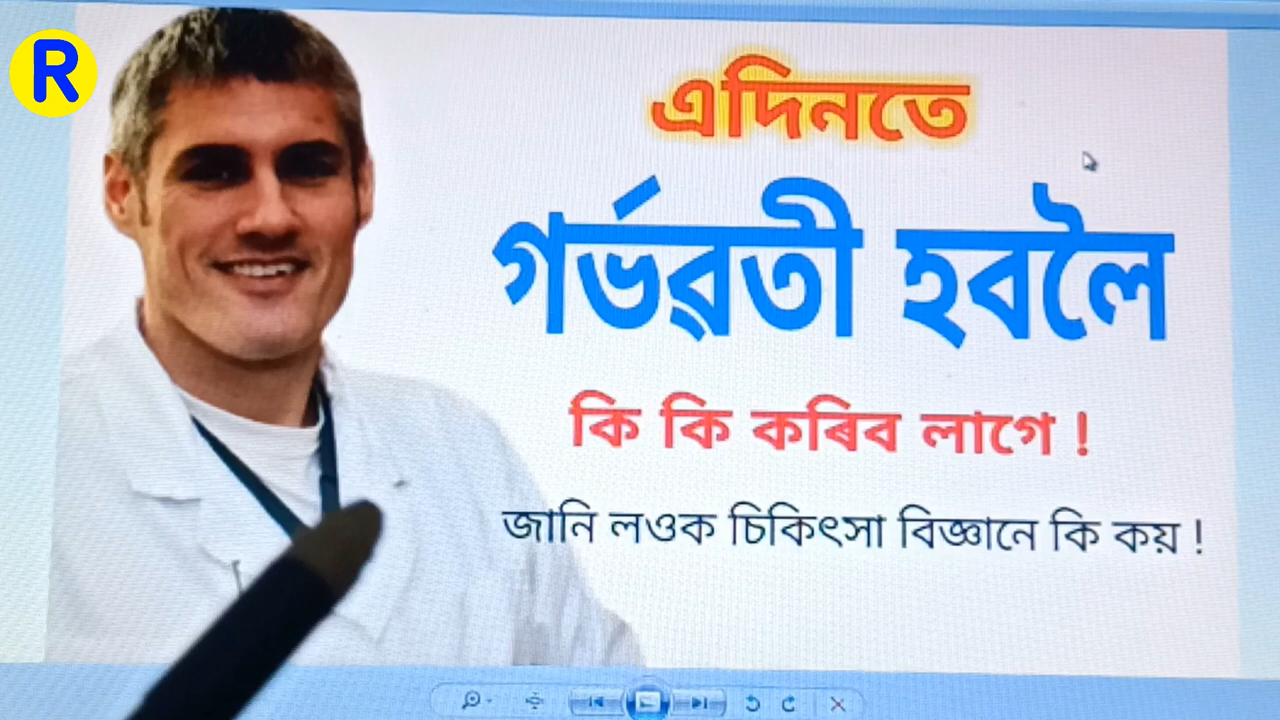 R
এদিনতে
গৰ্ভৱতী হবলৈ
কি কি কৰিব লাগে !
জানি লওক চিকিৎসা বিজ্ঞানে কি কয় !